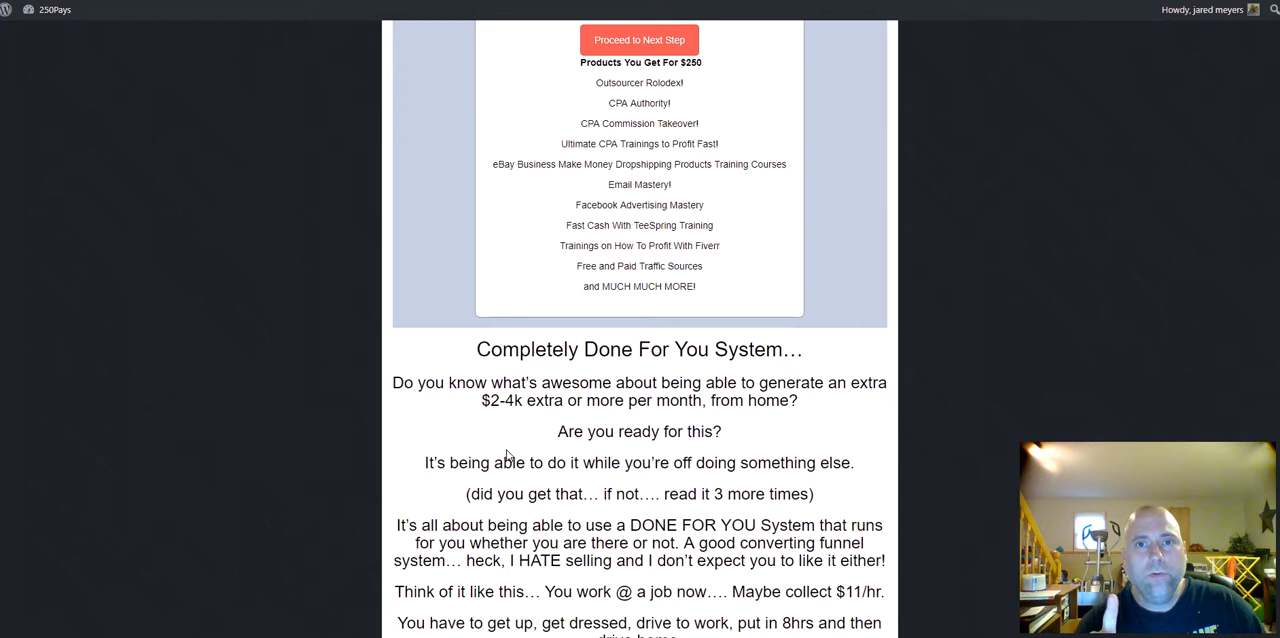 250Pays
Howdy, jared meyers
Proceed to Next Step
Products You Get For $250
Outsourcer Rolodex!
CPA Authority!
CPA Commission Takeover!
Ultimate CPA Trainings to Profit Fast!
eBay Business Make Money Dropshipping Products Training Courses
Email Mastery!
Facebook Advertising Mastery
Fast Cash With TeeSpring Training
Trainings on How To Profit With Fiverr
Free and Paid Traffic Sources
and MUCH MUCH MORE!
Completely Done For You System…
Do you know what's awesome about being able to generate an extra
$2-4k extra or more per month, from home?
Are you ready for this?
It's being able to do it while you're off doing something else.
(did you get that… if not…. read it 3 more times)
It's all about being able to use a DONE FOR YOU System that runs
for you whether you are there or not. A good converting funnel
system… heck, I HATE selling and I don't expect you to like it either!
Think of it like this… You work @ a job now…. Maybe collect $11/hr.
You have to get up, get dressed, drive to work, put in 8hrs and then
drive home